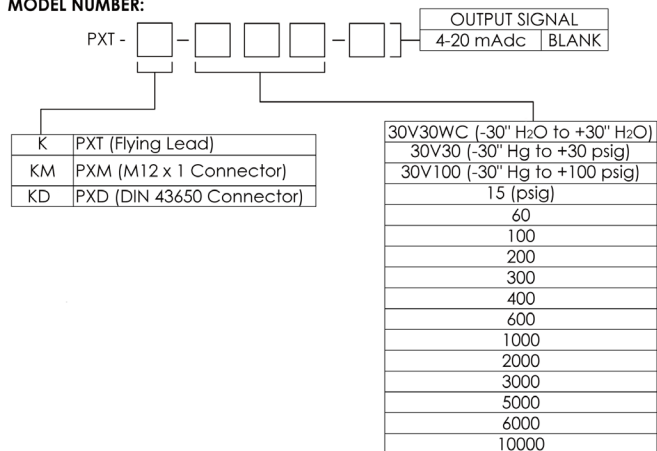 MODEL NUMBER:
PXT - – –
OUTPUT SIGNAL
4-20 mAdc BLANK
K PXT (Flying Lead)
KM PXM (M12 x 1 Connector)
KD PXD (DIN 43650 Connector)
30V30WC (-30" H2O to +30" H2O)
30V30 (-30" Hg to +30 psig)
30V100 (-30" Hg to +100 psig)
15 (psig)
60
100
200
300
400
600
1000
2000
3000
5000
6000
10000